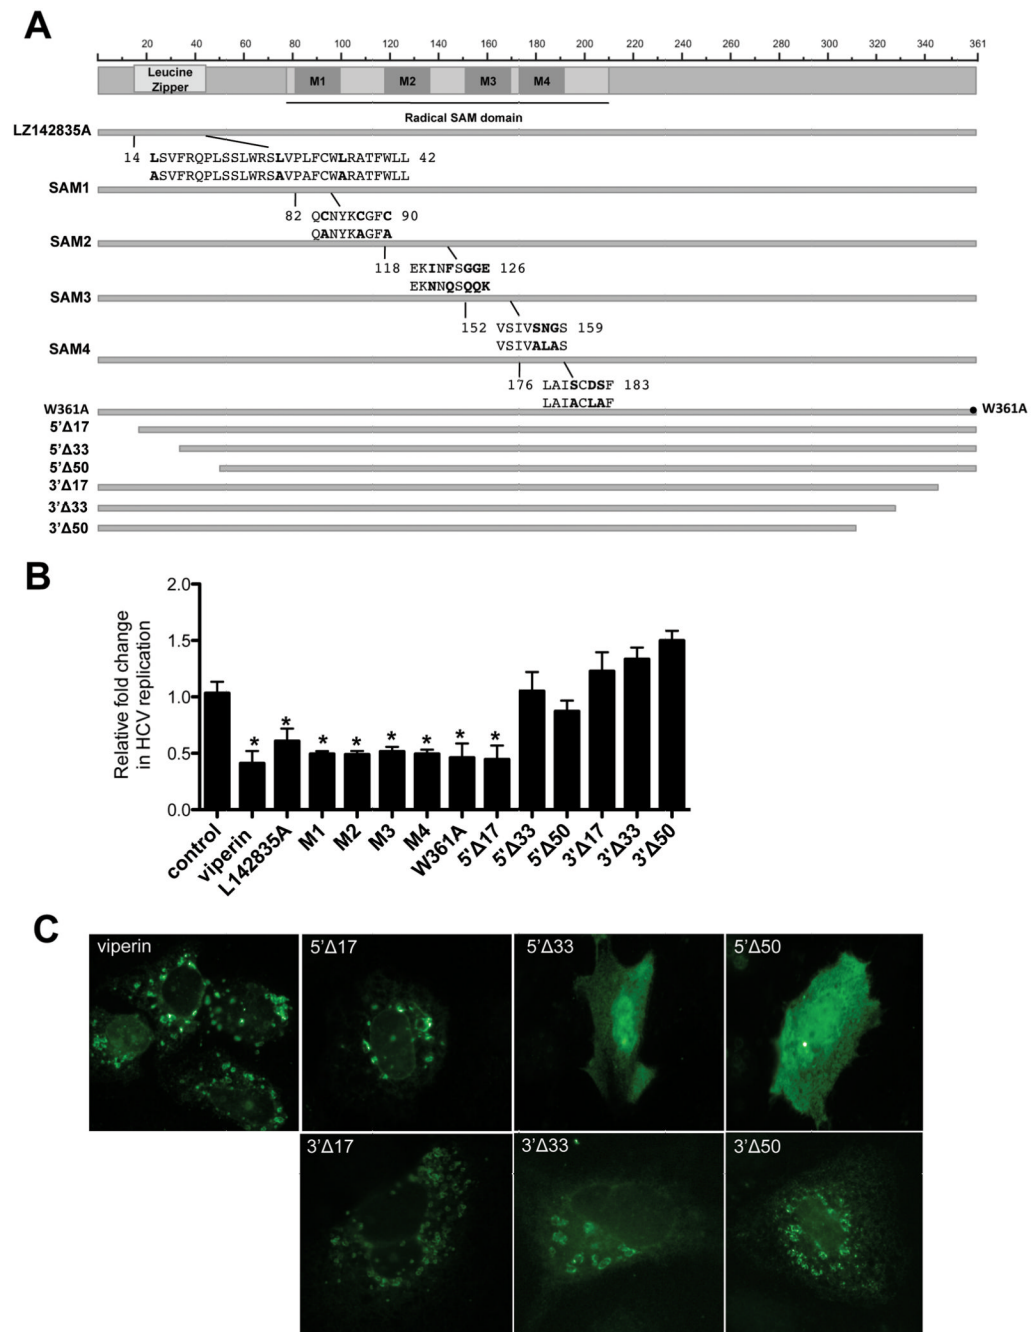 A
20 40 60 80 100 120 140 160 180 200 220 240 260 280 300 320 340 361
Leucine
Zipper
M1 M2 M3 M4
Radical SAM domain
LZ142835A
14 LSVFRQPLSSLWRSLVPLFCWLRATFWLL 42
ASVFRQPLSSLWRSAVPAFCWARATFWLL
SAM1
82 QCNYKCGFC 90
QANYKAGFA
SAM2
118 EKINFSGGE 126
EKNNQSQQK
SAM3
152 VSIVSNGS 159
VSIVALAS
SAM4
176 LAISCDSF 183
LAIACLAF
W361A
W361A
5'Δ17
5'Δ33
5'Δ50
3'Δ17
3'Δ33
3'Δ50
B
Relative fold change
in HCV replication
2.0
1.5
1.0
0.5
0.0
* * * * * * * *
control viperin L142835A M1 M2 M3 M4 W361A 5'Δ17 5'Δ33 5'Δ50 3'Δ17 3'Δ33 3'Δ50
C
viperin 5'Δ17 5'Δ33 5'Δ50
3'Δ17 3'Δ33 3'Δ50